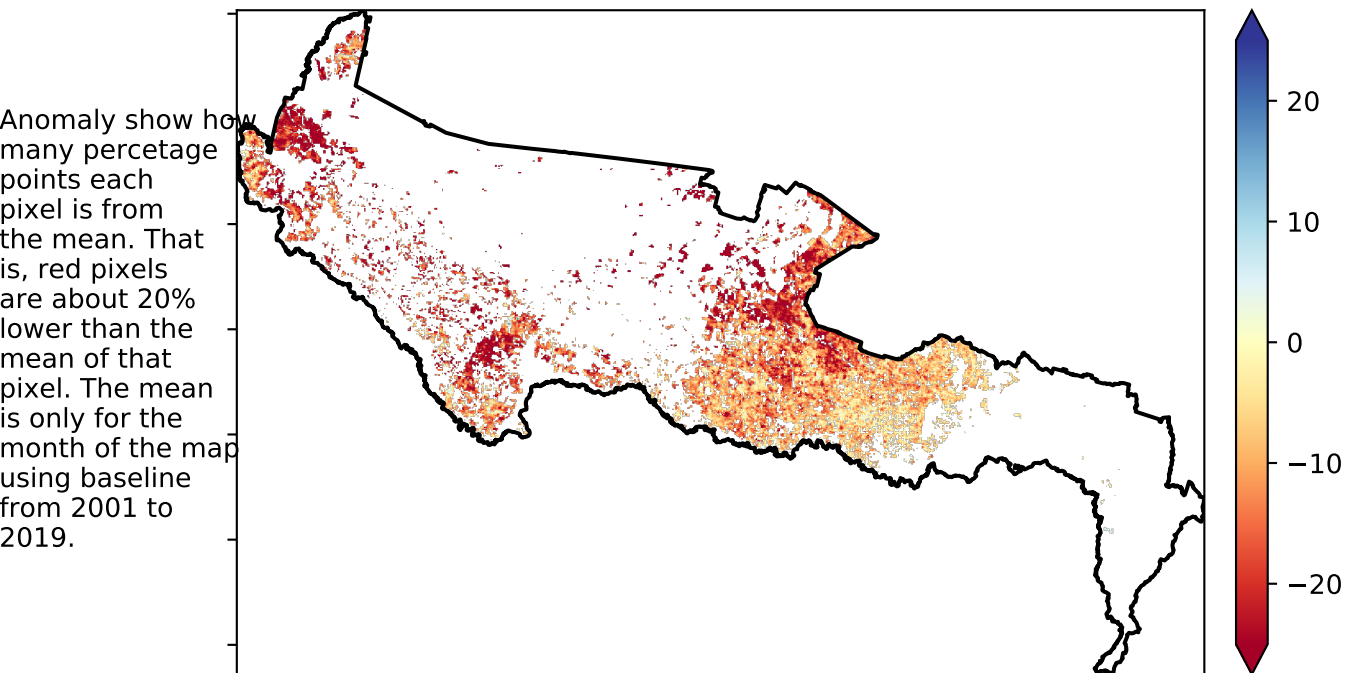 Anomaly show how
many percetage
points each
pixel is from
the mean. That
is, red pixels
are about 20%
lower than the
mean of that
pixel. The mean
is only for the
month of the map
using baseline
from 2001 to
2019.
20
10
0
−10
−20